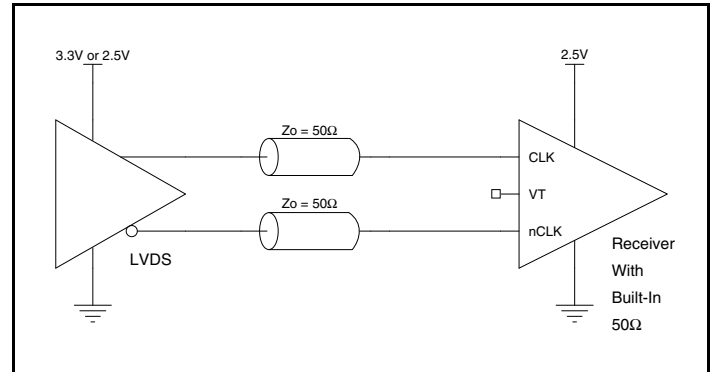 3.3V or 2.5V
2.5V
Zo = 50Ω
CLK
VT
Zo = 50Ω
nCLK
LVDS
Receiver
With
Built-In
50Ω